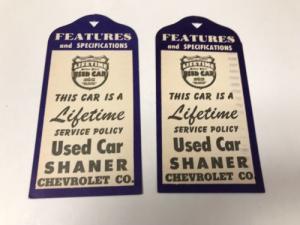 FEATURES
and SPECIFICATIONS
LIFETIME
USED CAR
THIS CAR IS A
Lifetime
SERVICE POLICY
Used Car
SHANER
CHEVROLET CO.
FEATURES
and SPECIFICATIONS
USED CAR
THIS CAR IS A
Lifetime
SERVICE POLICY
Used Car
SHANER
CHEVROLET CO.